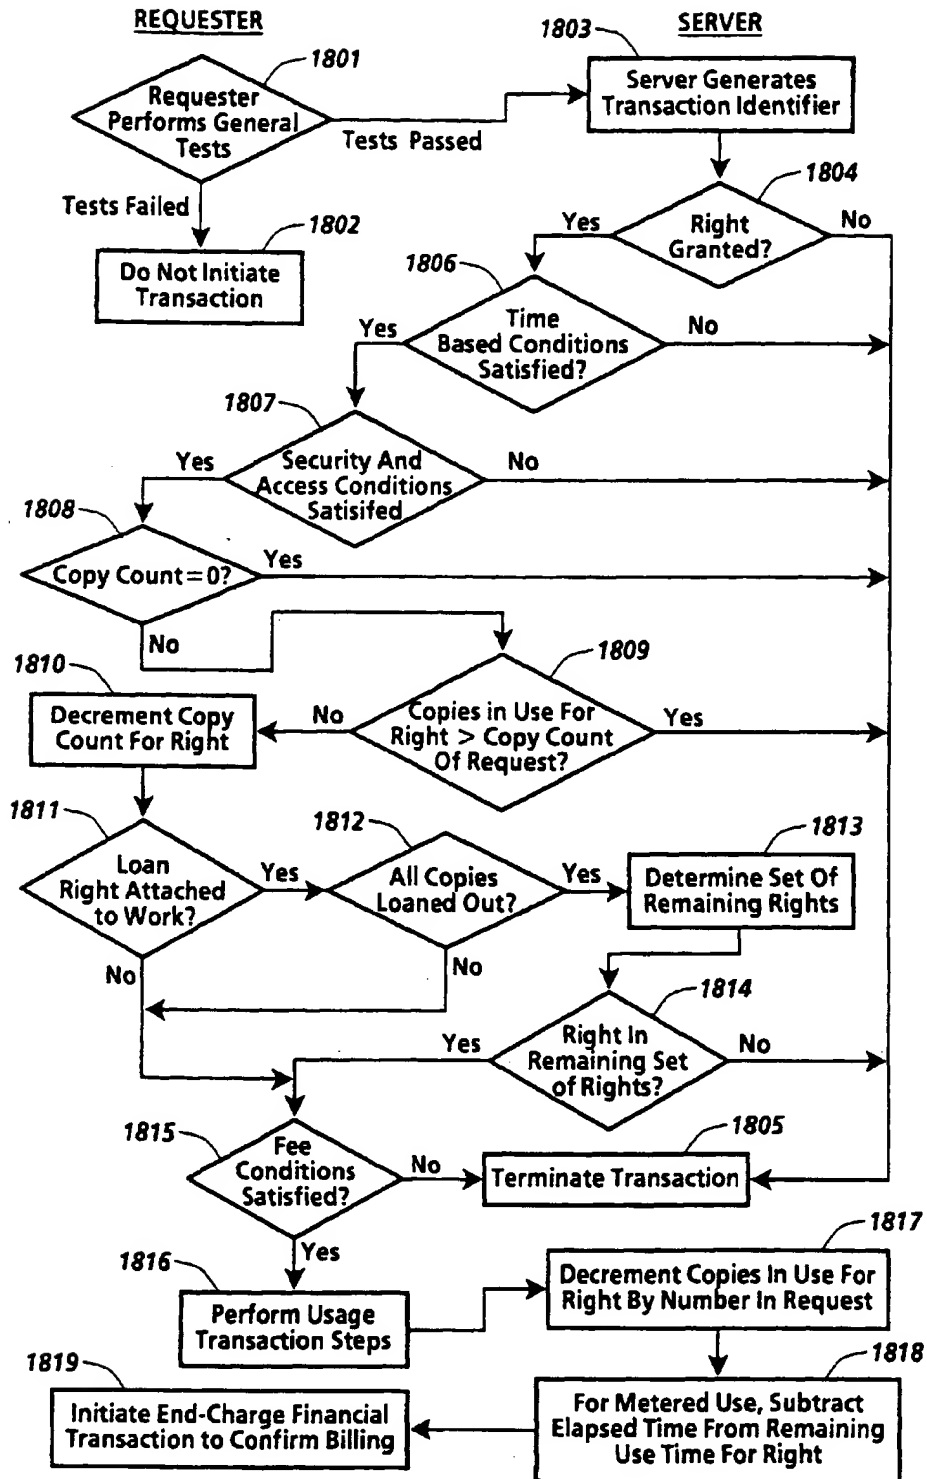 REQUESTER
SERVER
1801
1803
Requester
Performs General
Tests
Tests Passed
Server Generates
Transaction Identifier
Tests Failed
1802
Do Not Initiate
Transaction
1804
Right
Granted?
Yes
No
1806
Time
Based Conditions
Satisfied?
Yes
No
1807
Security And
Access Conditions
Satisifed
Yes
No
1808
Copy Count=0?
Yes
No
1809
Copies in Use For
Right > Copy Count
Of Request?
No
Yes
1810
Decrement Copy
Count For Right
1811
Loan
Right Attached
to Work?
Yes
No
1812
All Copies
Loaned Out?
Yes
No
1813
Determine Set Of
Remaining Rights
1814
Right In
Remaining Set
of Rights?
Yes
No
1815
Fee
Conditions
Satisfied?
No
Yes
1805
Terminate Transaction
1816
Perform Usage
Transaction Steps
1817
Decrement Copies In Use For
Right By Number In Request
1818
For Metered Use, Subtract
Elapsed Time From Remaining
Use Time For Right
1819
Initiate End-Charge Financial
Transaction to Confirm Billing